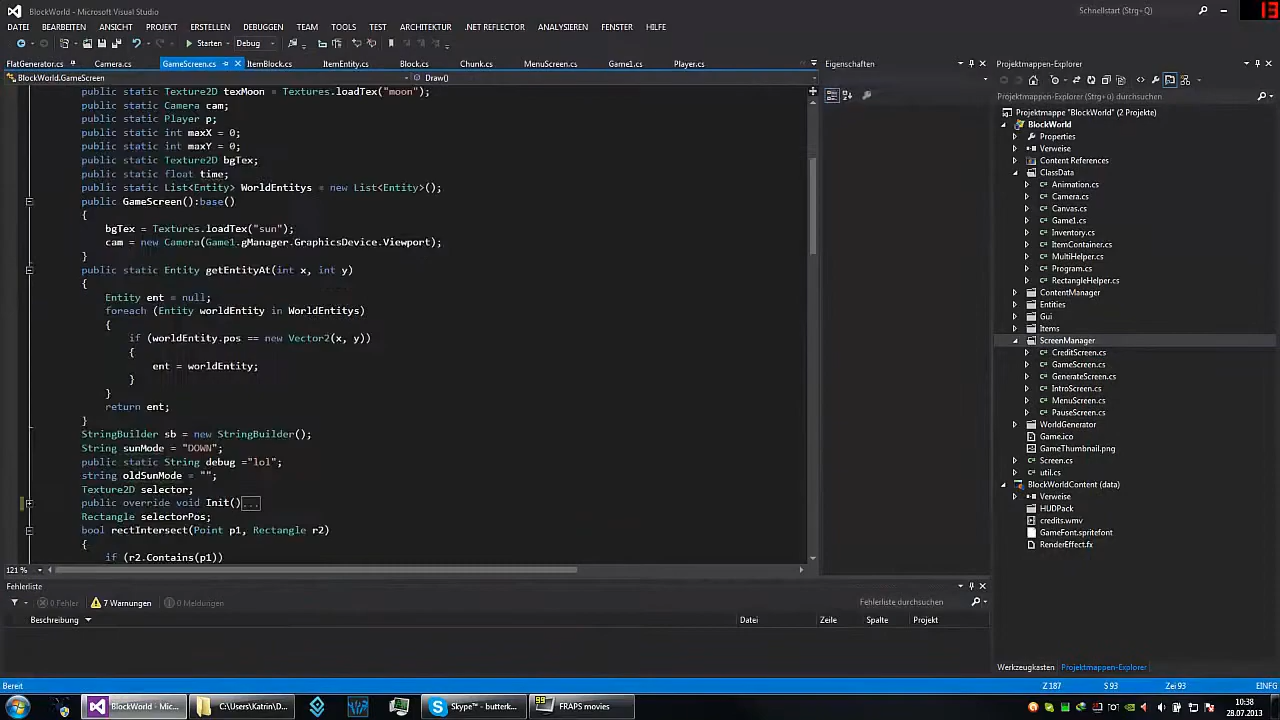 BlockWorld - Microsoft Visual Studio
Schnellstart (Strg+Q)
13
DATEI BEARBEITEN ANSICHT PROJEKT ERSTELLEN DEBUGGEN TEAM TOOLS TEST ARCHITEKTUR .NET REFLECTOR ANALYSIEREN FENSTER HILFE
Starten Debug
FlatGenerator.cs Camera.cs GameScreen.cs ItemBlock.cs ItemEntity.cs Block.cs Chunk.cs MenuScreen.cs Game1.cs Player.cs
BlockWorld.GameScreen Draw()
public static Texture2D texMoon = Textures.loadTex("moon");
public static Camera cam;
public static Player p;
public static int maxX = 0;
public static int maxY = 0;
public static Texture2D bgTex;
public static float time;
public static List<Entity> WorldEntitys = new List<Entity>();
public GameScreen():base()
{
bgTex = Textures.loadTex("sun");
cam = new Camera(Game1.gManager.GraphicsDevice.Viewport);
}
public static Entity getEntityAt(int x, int y)
{
Entity ent = null;
foreach (Entity worldEntity in WorldEntitys)
{
if (worldEntity.pos == new Vector2(x, y))
{
ent = worldEntity;
}
}
return ent;
}
StringBuilder sb = new StringBuilder();
String sunMode = "DOWN";
public static String debug ="lol";
string oldSunMode = "";
Texture2D selector;
public override void Init()...
Rectangle selectorPos;
bool rectIntersect(Point p1, Rectangle r2)
{
if (r2.Contains(p1))
121 %
Eigenschaften
Projektmappen-Explorer
Projektmappen-Explorer (Strg+ü) durchsuchen
Projektmappe "BlockWorld" (2 Projekte)
BlockWorld
Properties
Verweise
Content References
ClassData
Animation.cs
Camera.cs
Canvas.cs
Game1.cs
Inventory.cs
ItemContainer.cs
MultiHelper.cs
Program.cs
RectangleHelper.cs
ContentManager
Entities
Gui
Items
ScreenManager
CreditScreen.cs
GameScreen.cs
GenerateScreen.cs
IntroScreen.cs
MenuScreen.cs
PauseScreen.cs
WorldGenerator
Game.ico
GameThumbnail.png
Screen.cs
util.cs
BlockWorldContent (data)
Verweise
HUDPack
credits.wmv
GameFont.spritefont
RenderEffect.fx
Werkzeugkasten Projektmappen-Explorer
Fehlerliste
0 Fehler 7 Warnungen 0 Meldungen Fehlerliste durchsuchen
Beschreibung Datei Zeile Spalte Projekt
Bereit Z 187 S 93 Zei 93 EINFG
BlockWorld - Mic... C:\Users\Katrin\D... Skype™ - butterk... 99 FRAPS movies
10:38
28.07.2013